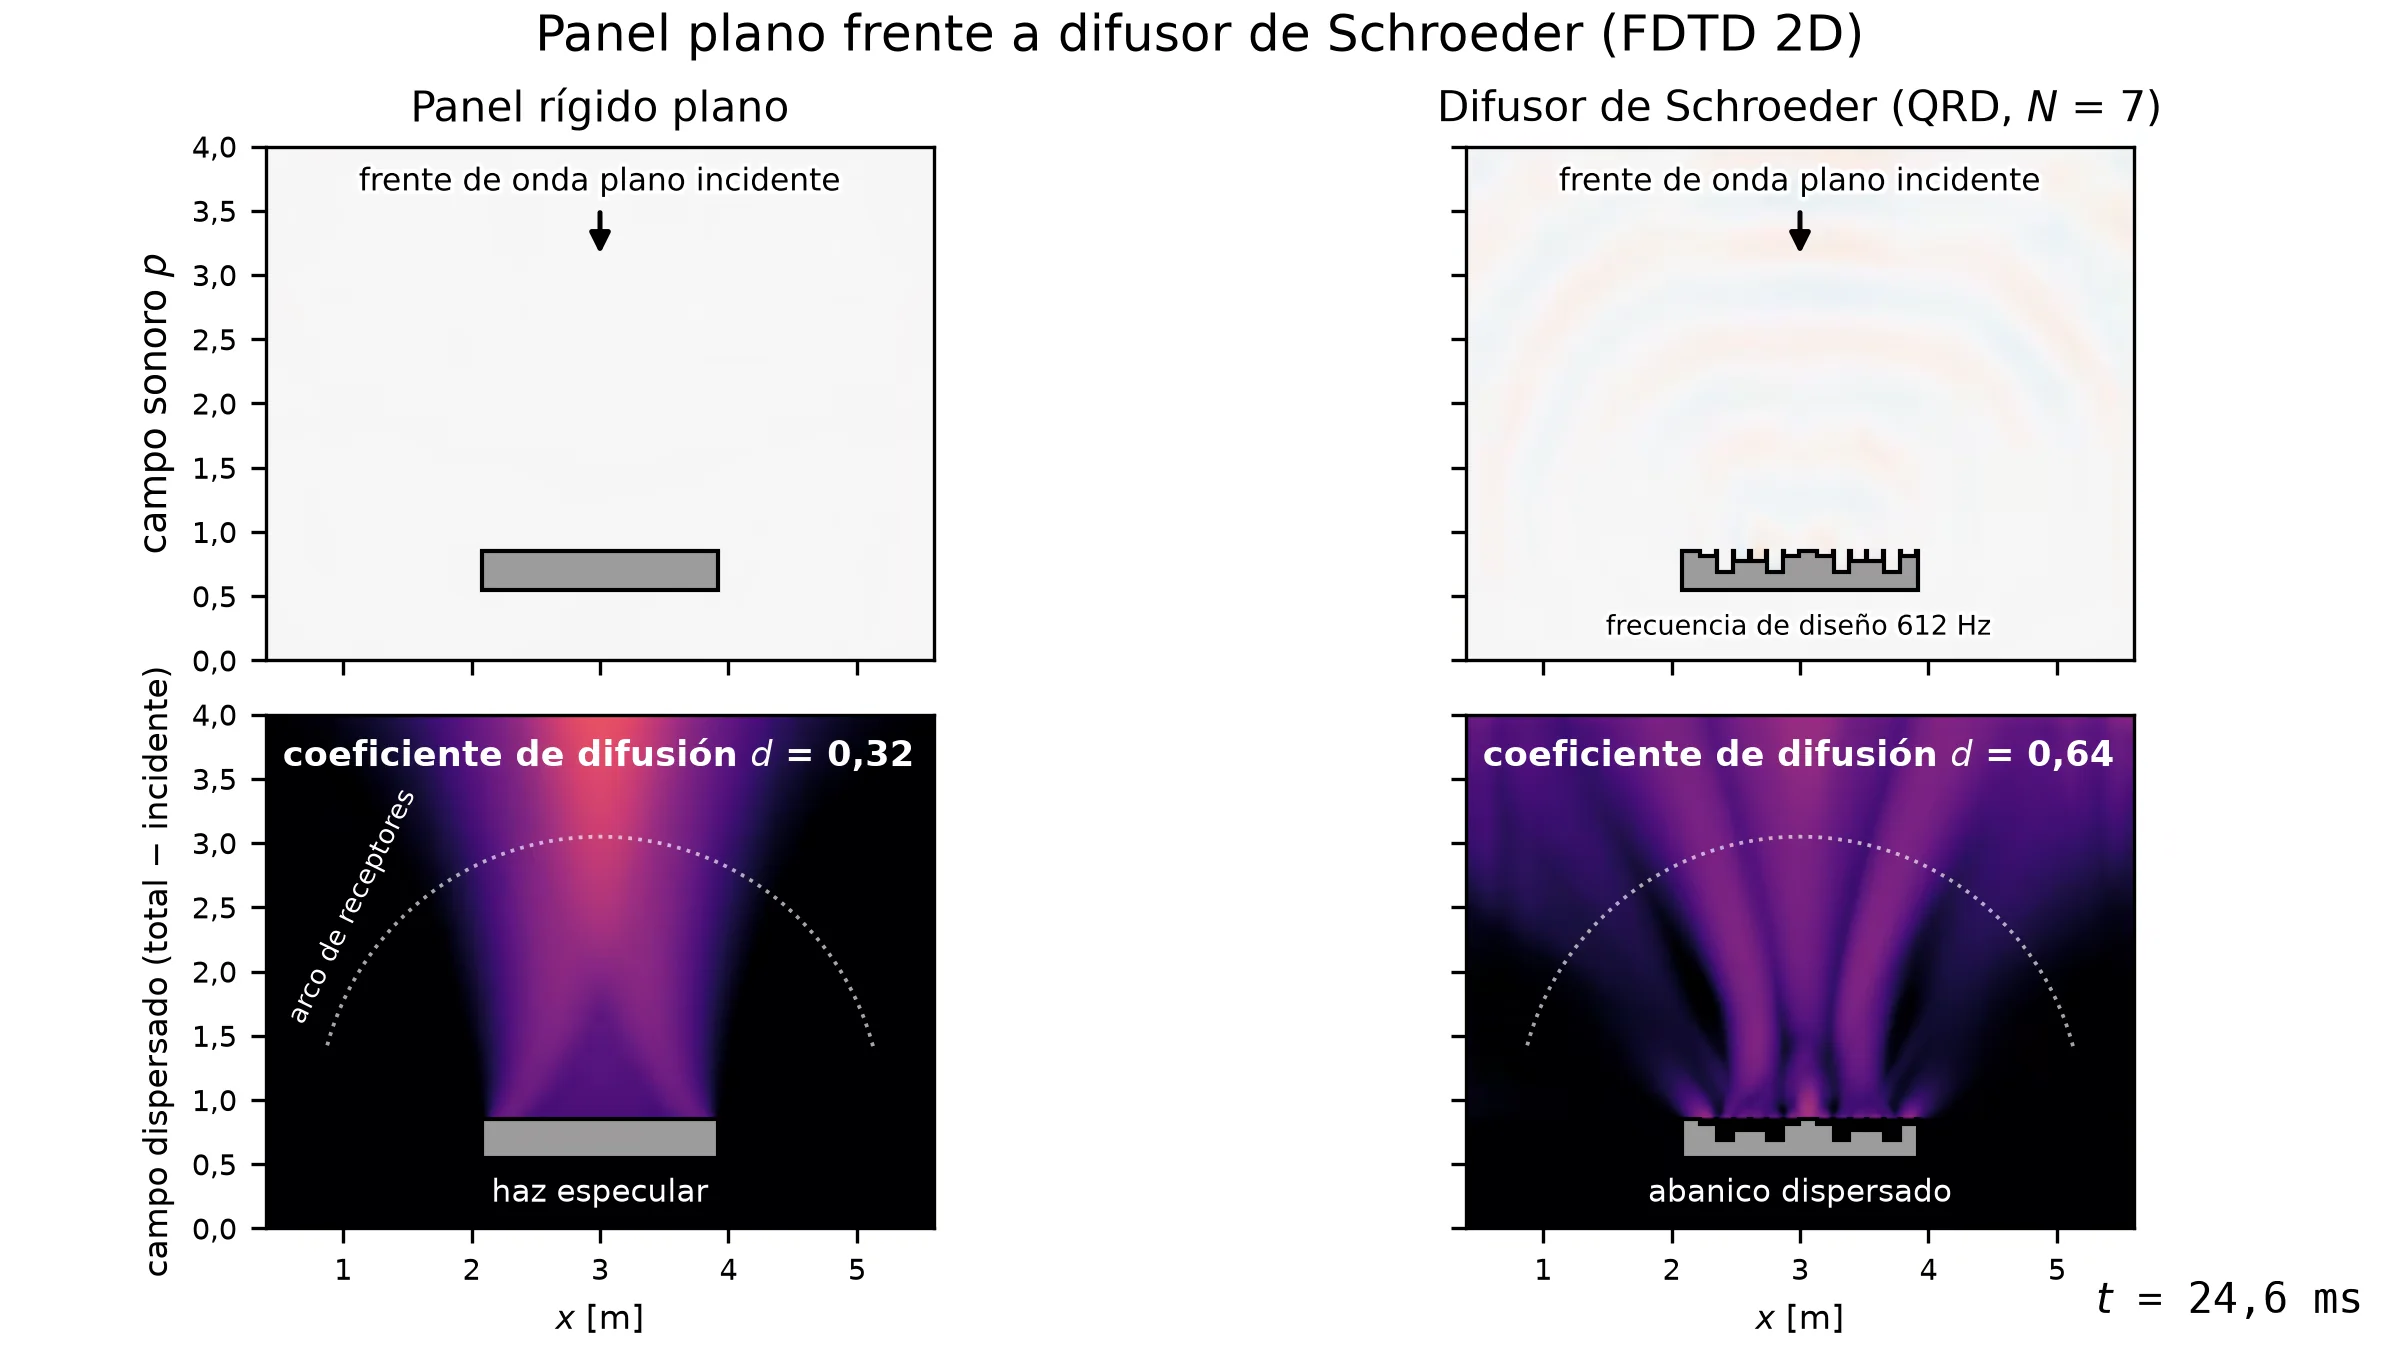 Panel plano frente a difusor de Schroeder (FDTD 2D)
Panel rígido plano
campo sonoro p
4,0
3,5
3,0
2,5
2,0
1,5
1,0
0,5
0,0
frente de onda plano incidente
Difusor de Schroeder (QRD, N = 7)
frente de onda plano incidente
frecuencia de diseño 612 Hz
campo dispersado (total − incidente)
4,0
3,5
3,0
2,5
2,0
1,5
1,0
0,5
0,0
coeficiente de difusión d = 0,32
arco de receptores
haz especular
1 2 3 4 5
x [m]
coeficiente de difusión d = 0,64
abanico dispersado
1 2 3 4 5
x [m]
t = 24,6 ms